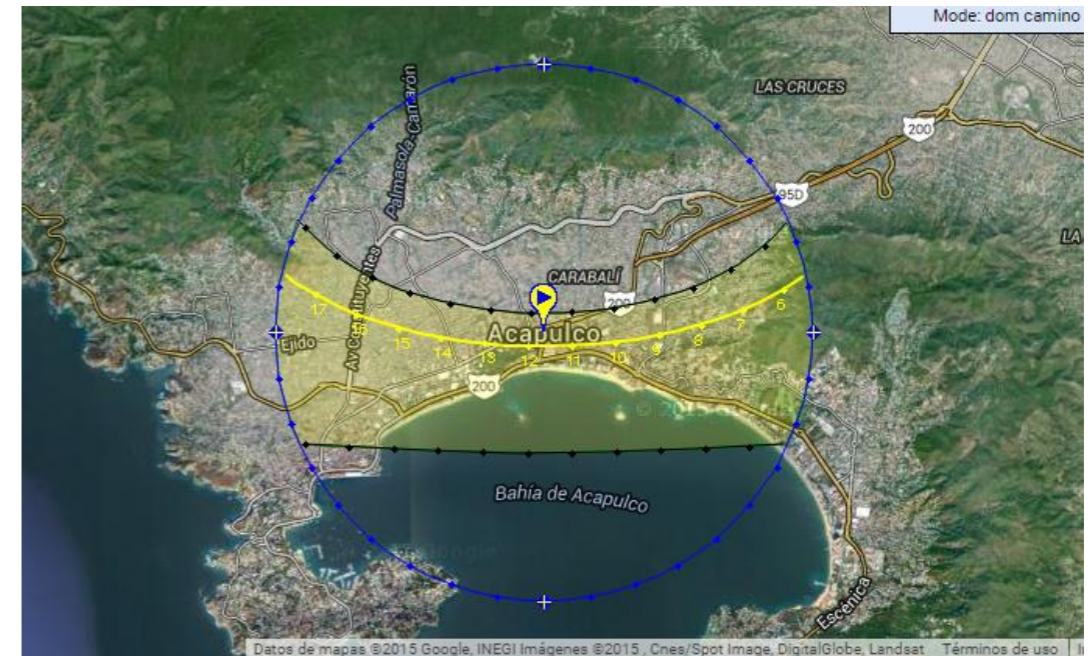 Mode: dom camino
Palmasola-Camarón
LAS CRUCES
200
95D
LA
Av Constituyentes
CARABALÍ
200
17
16
15
14
13
12
11
10
9
8
7
6
Acapulco
Ejido
200
Bahía de Acapulco
Escénica
Datos de mapas ©2015 Google, INEGI Imágenes ©2015 , Cnes/Spot Image, DigitalGlobe, Landsat
Términos de uso